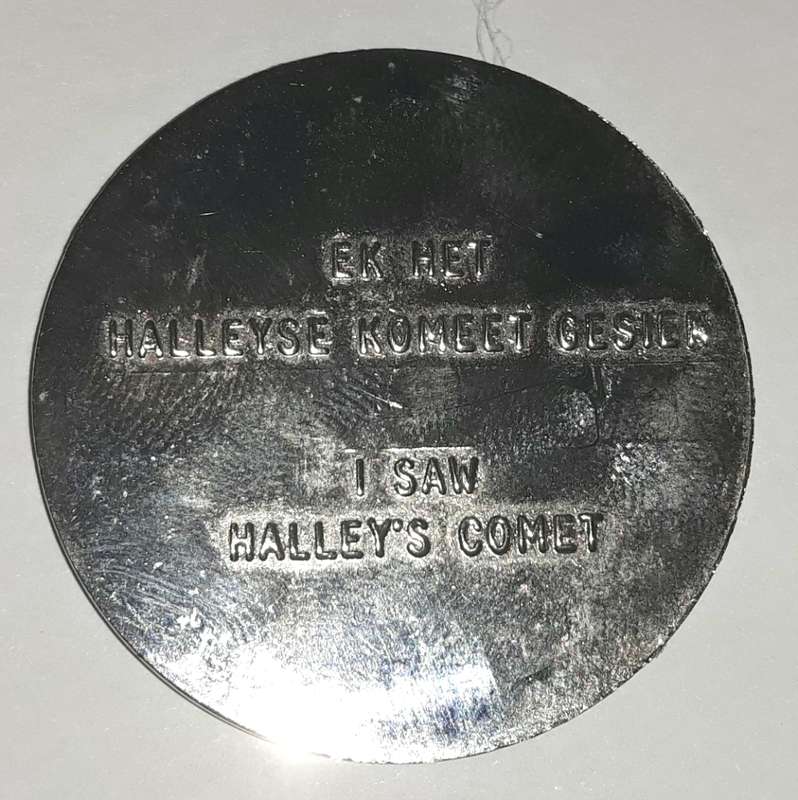 EK HET
HALLEYSE KOMEET GESIEN
I SAW
HALLEY'S COMET